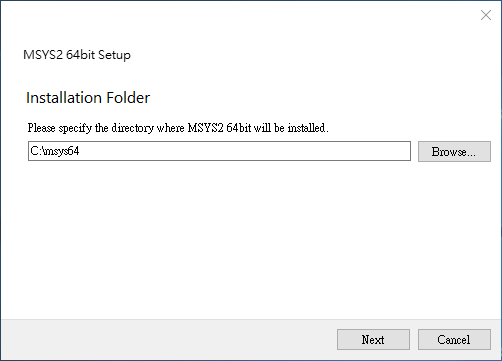 MSYS2 64bit Setup
Installation Folder
Please specify the directory where MSYS2 64bit will be installed.
C:\msys64
Browse...
Next
Cancel